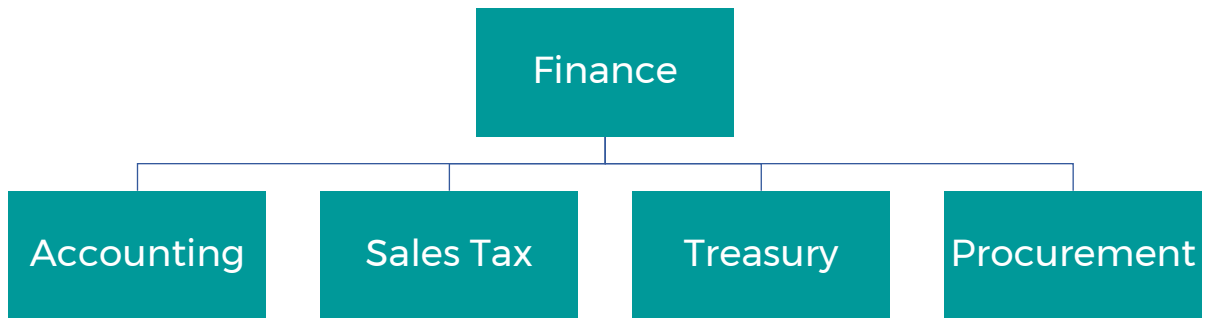 Finance
Accounting
Sales Tax
Treasury
Procurement